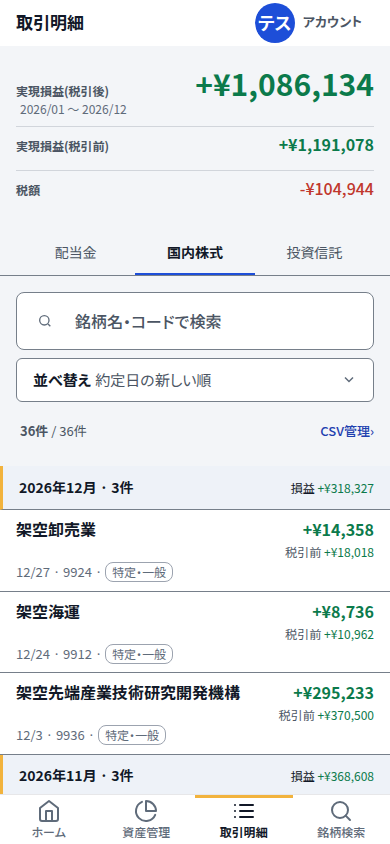 取引明細
テス アカウント
実現損益(税引後) +¥1,086,134
2026/01 〜 2026/12
実現損益(税引前) +¥1,191,078
税額 -¥104,944
配当金 国内株式 投資信託
銘柄名・コードで検索
並べ替え 約定日の新しい順
36件 / 36件 CSV管理›
2026年12月・3件 損益 +¥318,327
架空卸売業 +¥14,358
税引前 +¥18,018
12/27・9924・ 特定・一般
架空海運 +¥8,736
税引前 +¥10,962
12/24・9912・ 特定・一般
架空先端産業技術研究開発機構 +¥295,233
税引前 +¥370,500
12/3・9936・ 特定・一般
2026年11月・3件 損益 +¥368,608
ホーム 資産管理 取引明細 銘柄検索